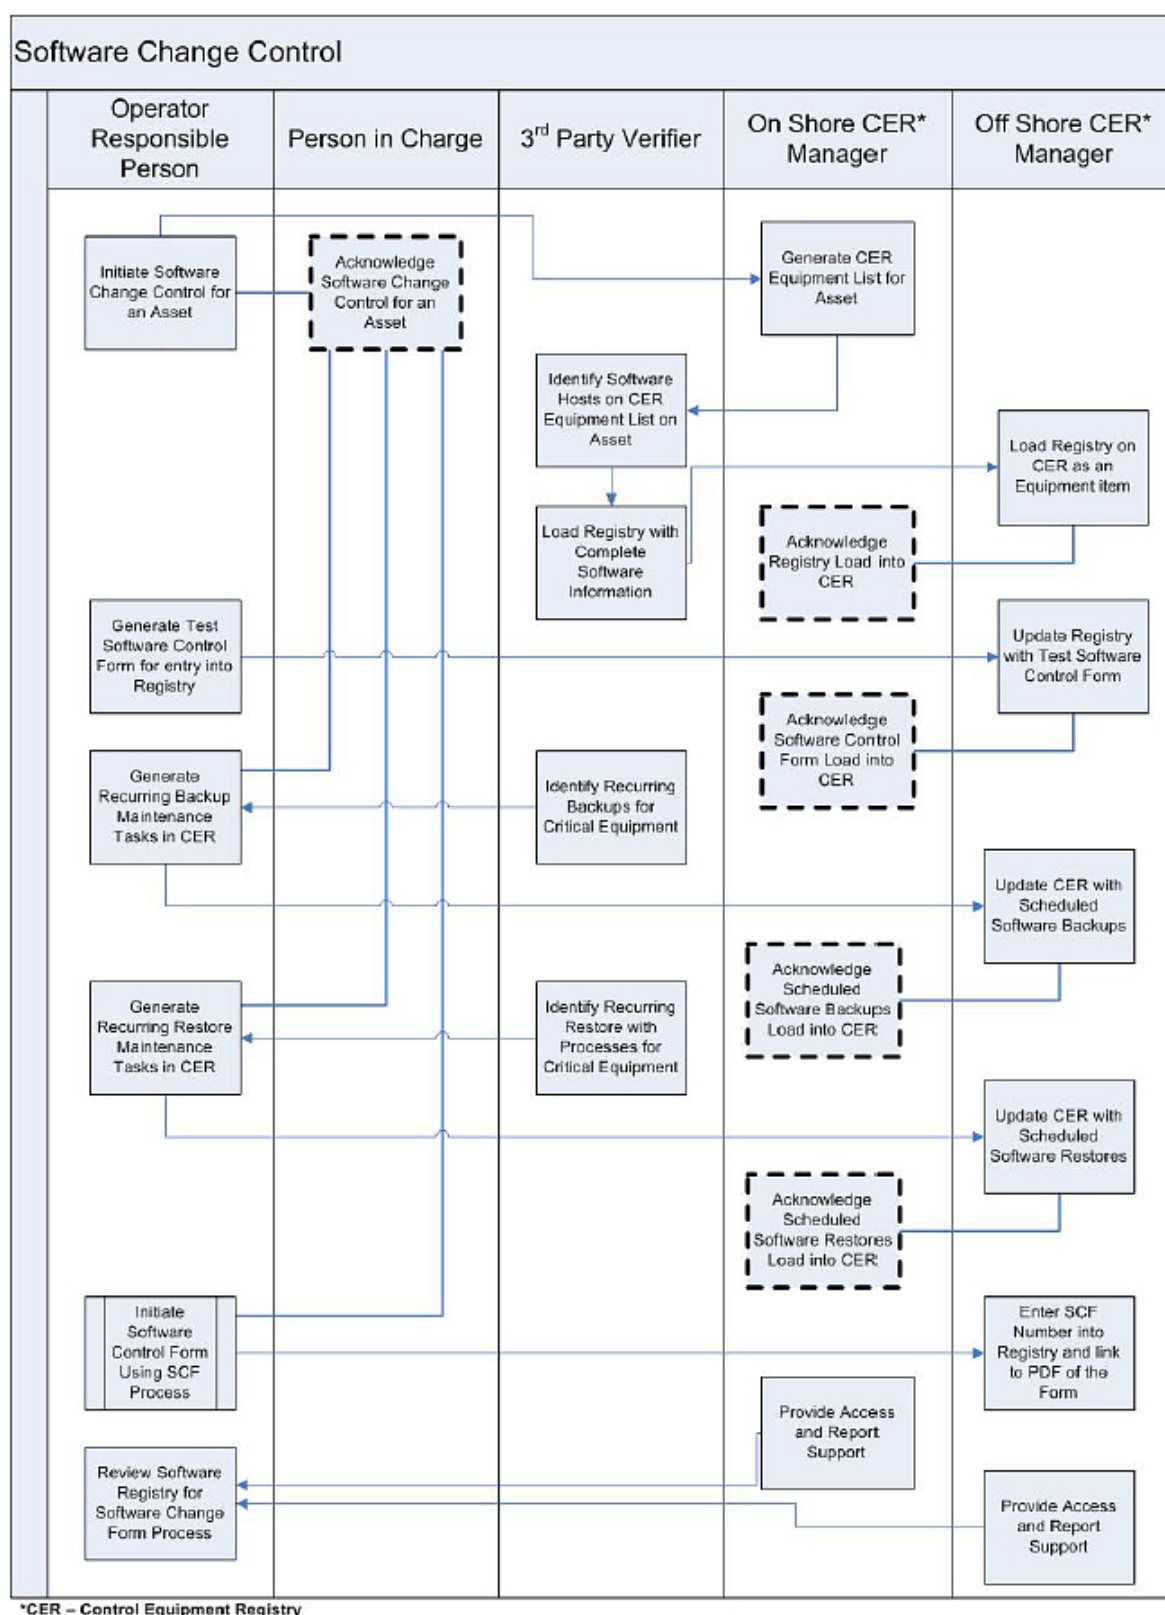 Software Change Control
Operator
Responsible
Person
Person in Charge
3rd Party Verifier
On Shore CER*
Manager
Off Shore CER*
Manager
Initiate Software
Change Control for
an Asset
Acknowledge
Software Change
Control for an
Asset
Generate CER
Equipment List for
Asset
Identify Software
Hosts on CER
Equipment List on
Asset
Load Registry on
CER as an
Equipment item
Load Registry with
Complete
Software
Information
Acknowledge
Registry Load into
CER
Generate Test
Software Control
Form for entry into
Registry
Update Registry
with Test Software
Control Form
Acknowledge
Software Control
Form Load into
CER
Generate
Recurring Backup
Maintenance
Tasks in CER
Identify Recurring
Backups for
Critical Equipment
Update CER with
Scheduled
Software Backups
Acknowledge
Scheduled
Software Backups
Load into CER
Generate
Recurring Restore
Maintenance
Tasks in CER
Identify Recurring
Restore with
Processes for
Critical Equipment
Update CER with
Scheduled
Software Restores
Acknowledge
Scheduled
Software Restores
Load into CER
Initiate
Software
Control Form
Using SCF
Process
Enter SCF
Number into
Registry and link
to PDF of the
Form
Provide Access
and Report
Support
Review Software
Registry for
Software Change
Form Process
Provide Access
and Report
Support
*CER – Control Equipment Registry